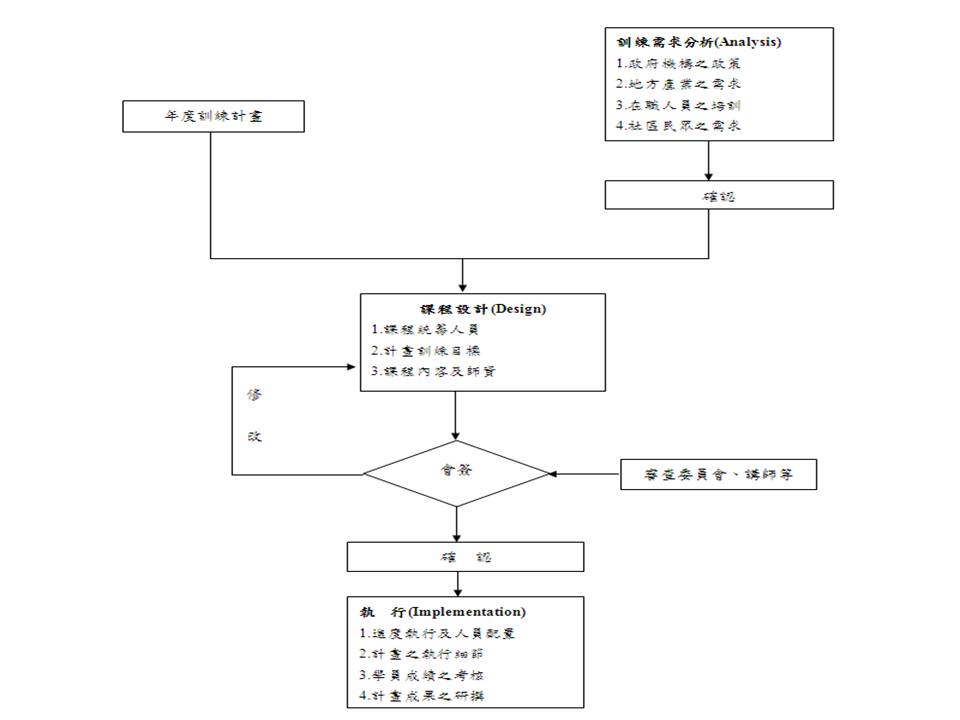 訓練需求分析(Analysis)
1.政府機構之政策
2.地方產業之需求
3.在職人員之培訓
4.社區民眾之需求
年度訓練計畫
確認
課程設計(Design)
1.課程統籌人員
2.計畫訓練目標
3.課程內容及師資
修
改
會簽
審查委員會、講師等
確 認
執 行(Implementation)
1.進度執行及人員配置
2.計畫之執行細節
3.學員成績之考核
4.計畫成果之研撰